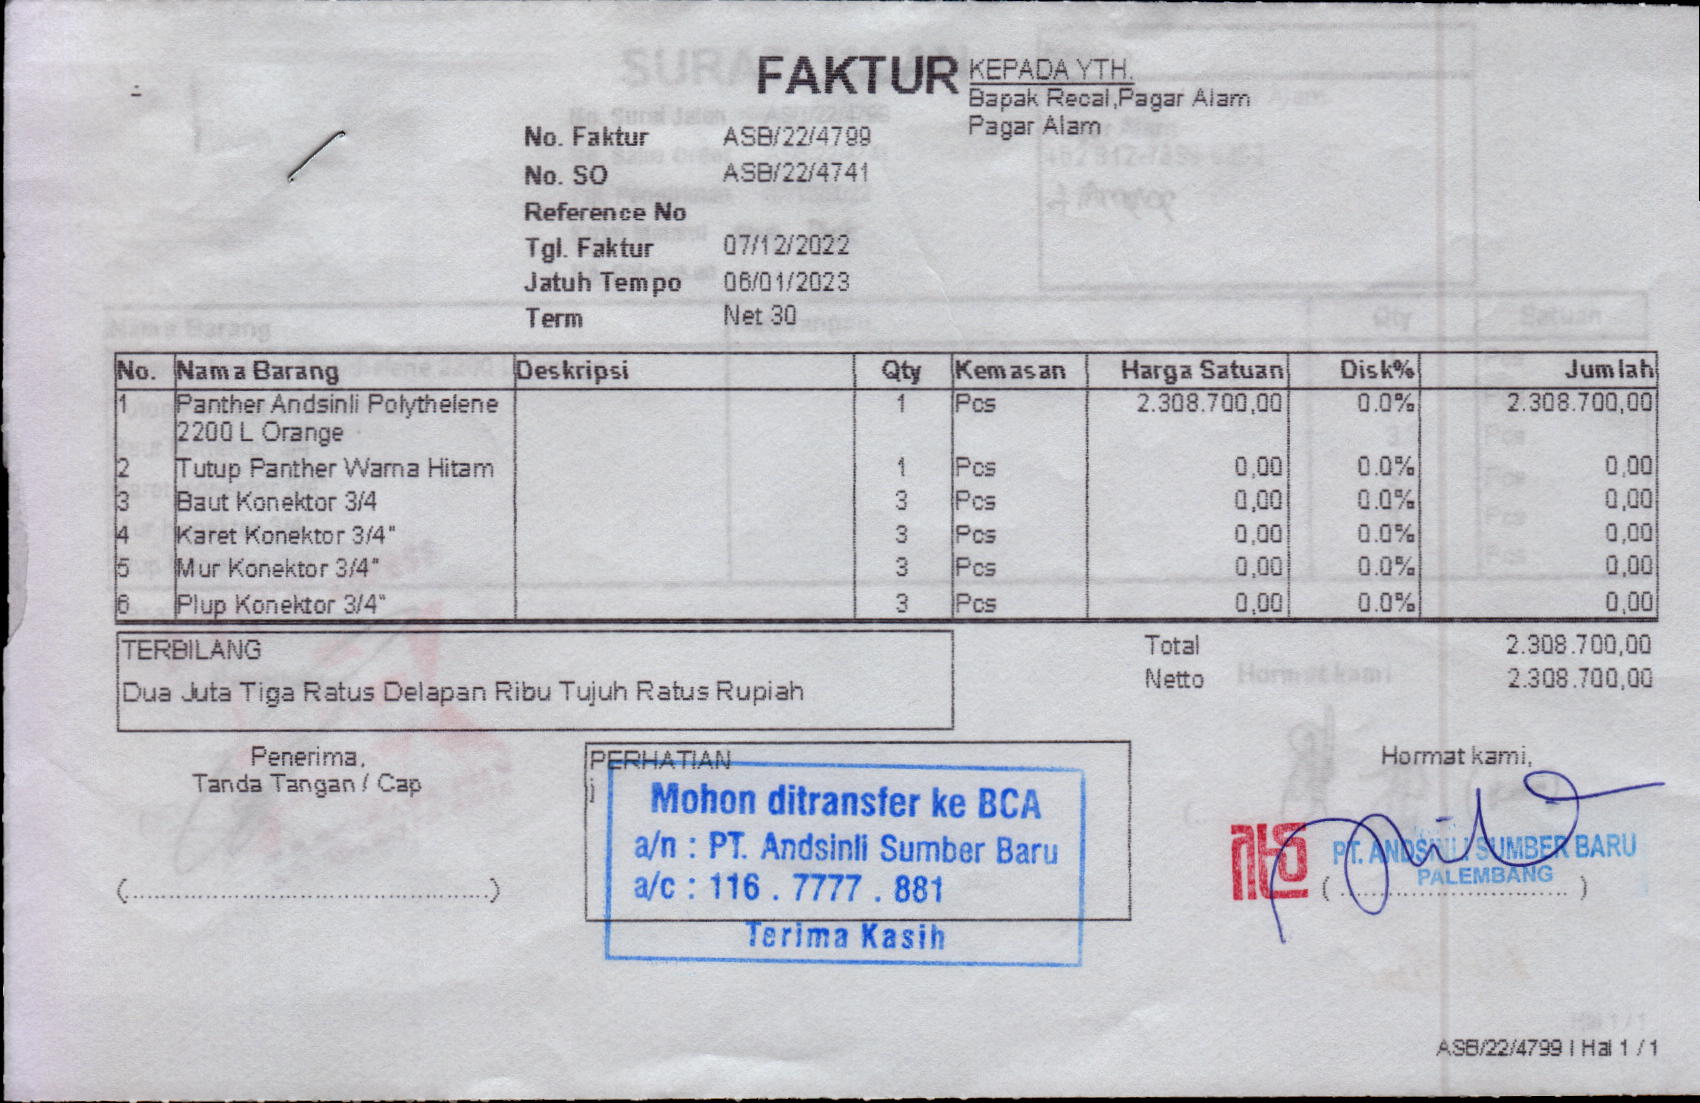 FAKTUR
KEPADA YTH.
Bapak Recal,Pagar Alam
Pagar Alam
No. Faktur ASB/22/4799
No. SO ASB/22/4741
Reference No
Tgl. Faktur 07/12/2022
Jatuh Tempo 06/01/2023
Term Net 30
No. Nama Barang Deskripsi Qty Kemasan Harga Satuan Disk% Jumlah
1 Panther Andsinli Polythelene 1 Pcs 2.308.700,00 0.0% 2.308.700,00
2200 L Orange
2 Tutup Panther Warna Hitam 1 Pcs 0,00 0.0% 0,00
3 Baut Konektor 3/4 3 Pcs 0,00 0.0% 0,00
4 Karet Konektor 3/4" 3 Pcs 0,00 0.0% 0,00
5 Mur Konektor 3/4" 3 Pcs 0,00 0.0% 0,00
6 Plup Konektor 3/4" 3 Pcs 0,00 0.0% 0,00
TERBILANG
Dua Juta Tiga Ratus Delapan Ribu Tujuh Ratus Rupiah
Total 2.308.700,00
Netto 2.308.700,00
Penerima,
Tanda Tangan / Cap
(..............................................)
PERHATIAN
j
Mohon ditransfer ke BCA
a/n : PT. Andsinli Sumber Baru
a/c : 116 . 7777 . 881
Terima Kasih
Hormat kami,
PT. ANDSINLI SUMBER BARU
PALEMBANG
(..............................)
ASB/22/4799 | Hal 1 / 1